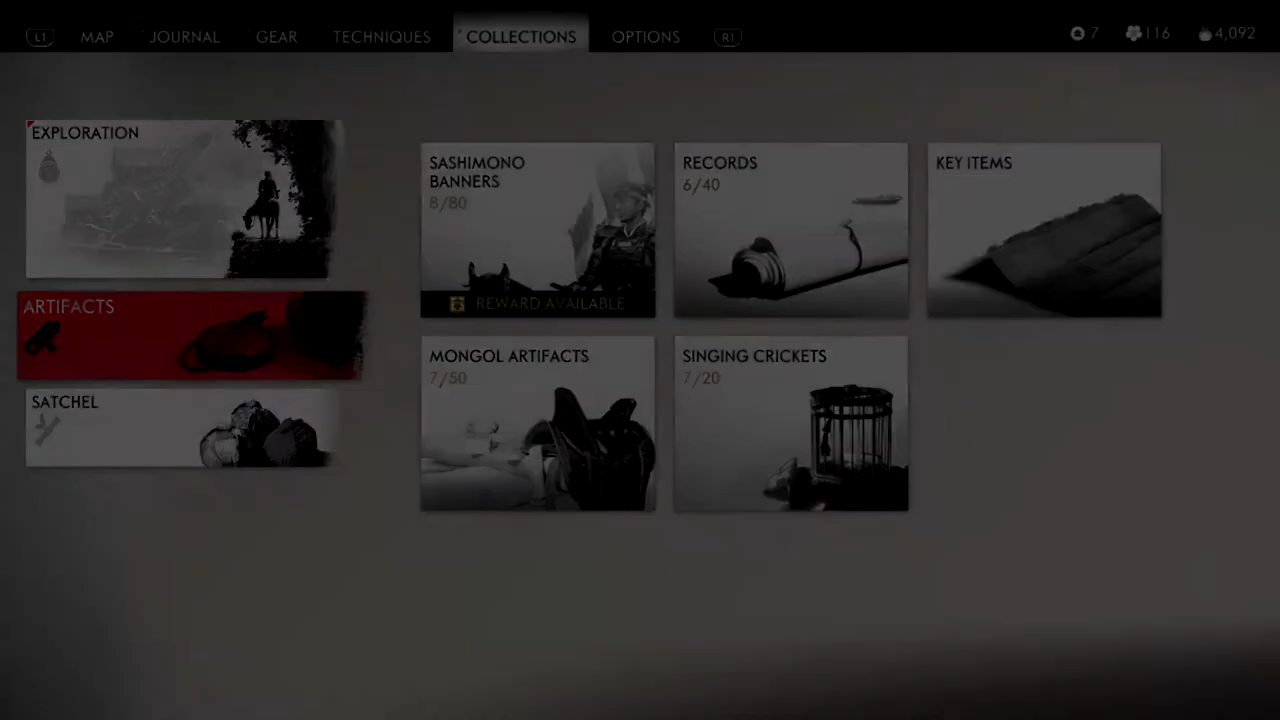 L1 MAP JOURNAL GEAR TECHNIQUES COLLECTIONS OPTIONS R1 7 116 4,092
EXPLORATION
ARTIFACTS
SATCHEL
SASHIMONO
BANNERS
8/80
REWARD AVAILABLE
RECORDS
6/40
KEY ITEMS
MONGOL ARTIFACTS
7/50
SINGING CRICKETS
7/20